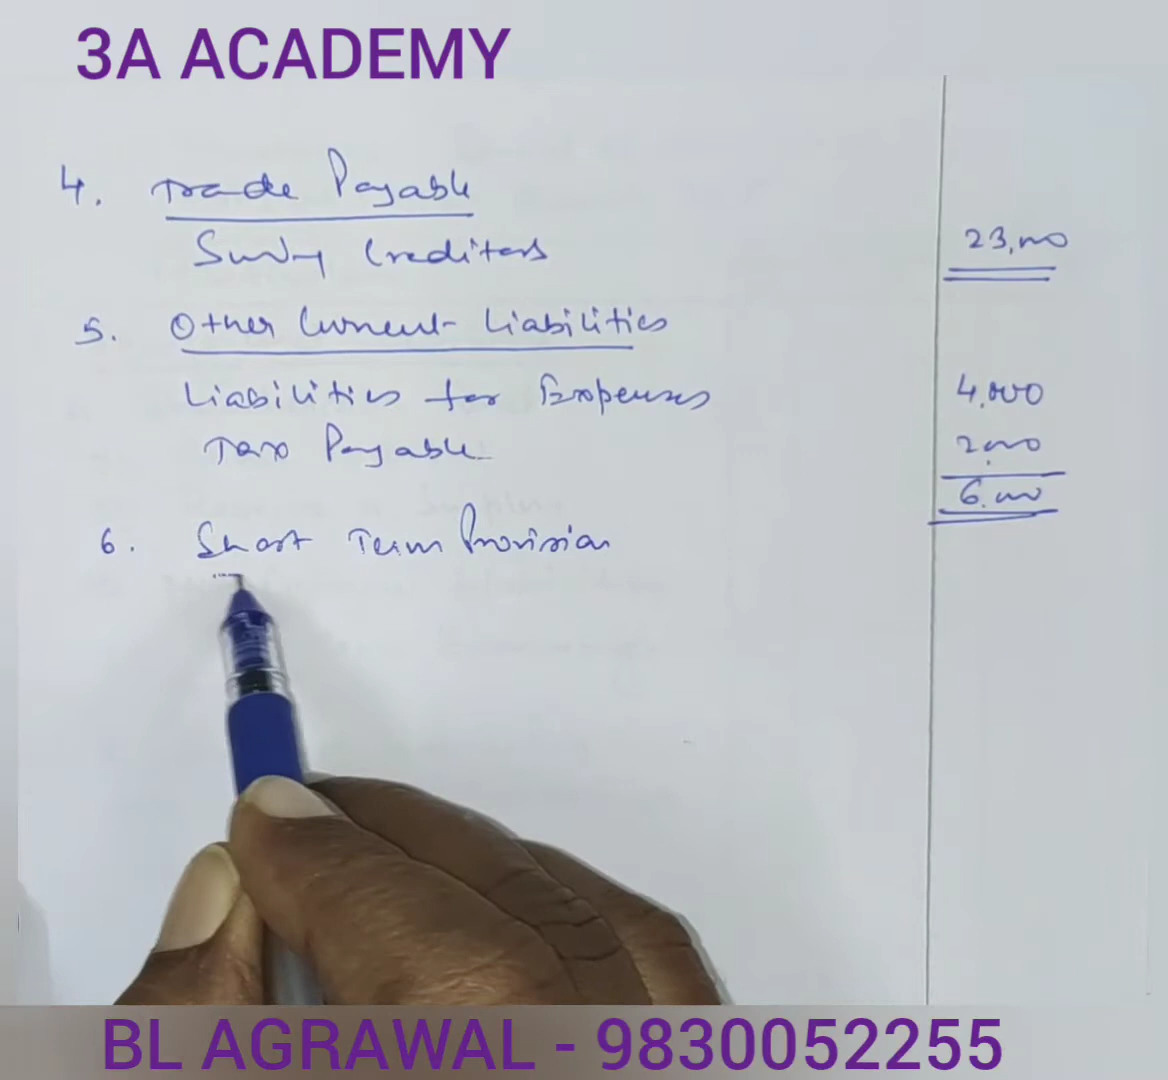 3A ACADEMY
4. Trade Payable
Sundry Creditors 23,000
5. Other Current Liabilities
Liabilities for Expenses 4,000
Tax Payable 2,000
6,000
6. Short Term Provision
BL AGRAWAL - 9830052255